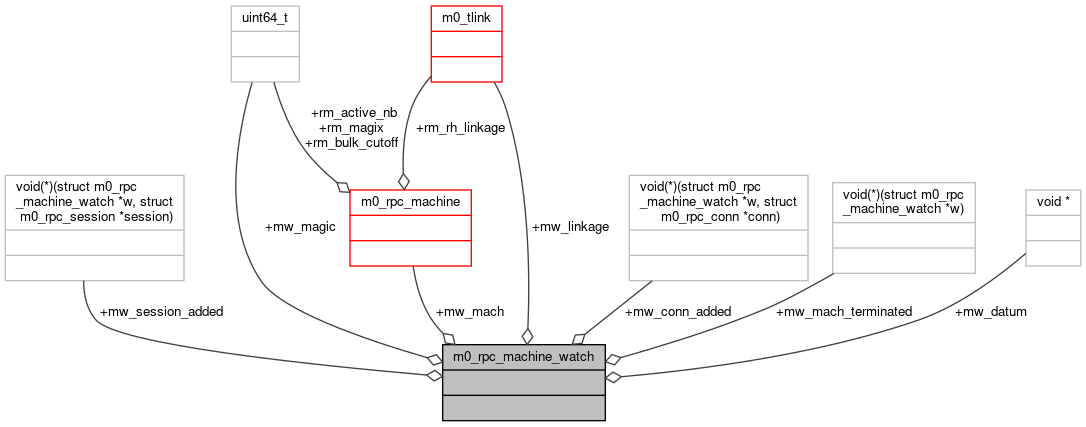 uint64_t
m0_tlink
+rm_active_nb
+rm_magix
+rm_bulk_cutoff
+rm_rh_linkage
void(*)(struct m0_rpc
_machine_watch *w, struct
m0_rpc_session *session)
m0_rpc_machine
void(*)(struct m0_rpc
_machine_watch *w, struct
m0_rpc_conn *conn)
void(*)(struct m0_rpc
_machine_watch *w)
void *
+mw_magic
+mw_linkage
+mw_session_added
+mw_mach
+mw_conn_added
+mw_mach_terminated
+mw_datum
m0_rpc_machine_watch